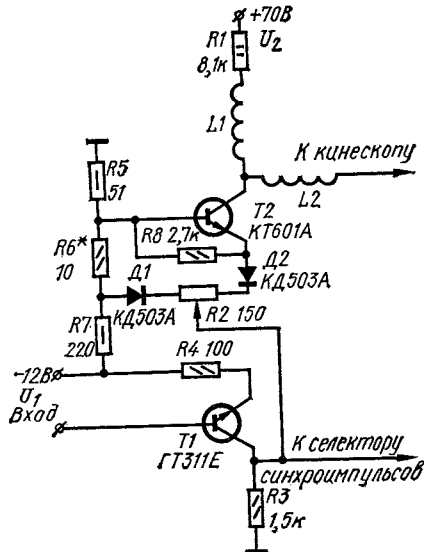 +70В
R1
8,1к
U2
L1
К кинескопу
L2
R5
51
T2
КТ601А
R8 2,7к
R6*
10
Д1
КД503А
Д2
КД503А
R7
220
R2 150
-12В
R4 100
U1
Вход
T1
ГТ311Е
К селектору
синхроимпульсов
R3
1,5к